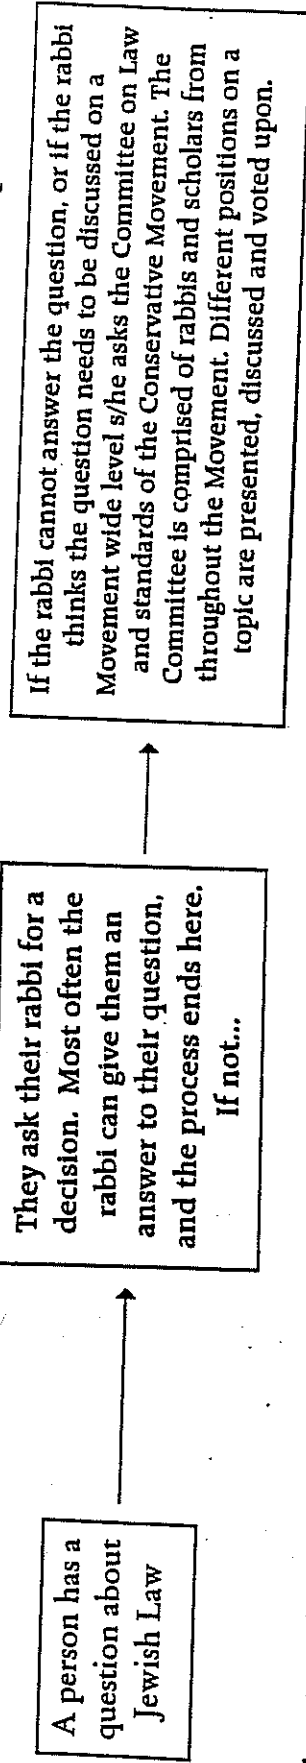 A person has a
question about
Jewish Law
They ask their rabbi for a
decision. Most often the
rabbi can give them an
answer to their question,
and the process ends here.
If not...
If the rabbi cannot answer the question, or if the rabbi
thinks the question needs to be discussed on a
Movement wide level s/he asks the Committee on Law
and standards of the Conservative Movement. The
Committee is comprised of rabbis and scholars from
throughout the Movement. Different positions on a
topic are presented, discussed and voted upon.